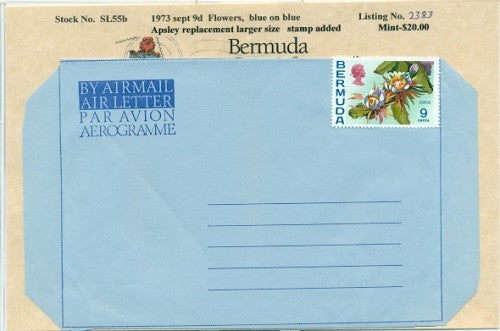 Stock No. SL55b 1973 sept 9d Flowers, blue on blue Listing No. 2383
Apsley replacement larger size stamp added Mint-$20.00
Bermuda
BY AIRMAIL
AIR LETTER
PAR AVION
AEROGRAMME
BERMUDA
9
CENTS